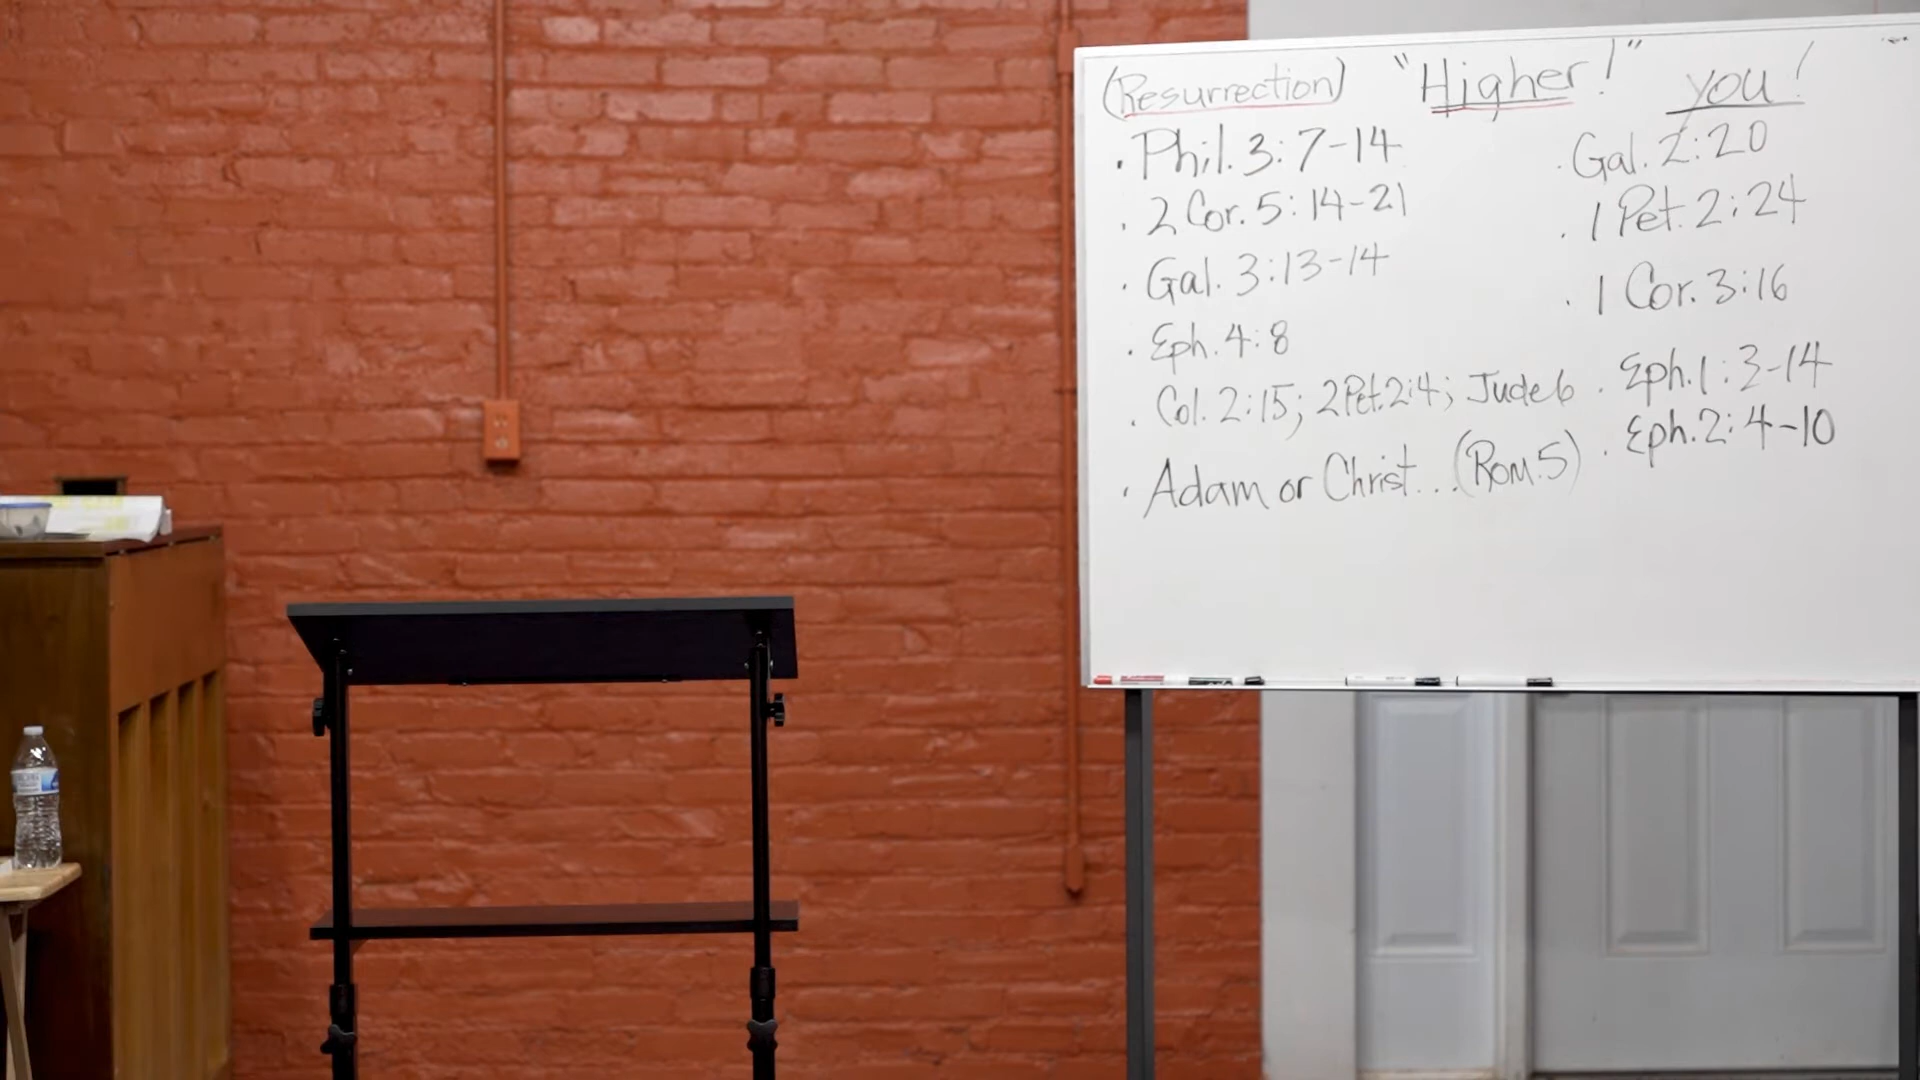 (Resurrection) "Higher!" you!
· Phil. 3:7-14
· 2 Cor. 5:14-21
· Gal. 3:13-14
· Eph. 4:8
· Col. 2:15; 2 Pet. 2:4; Jude 6
· Adam or Christ... (Rom. 5)
· Gal. 2:20
· 1 Pet. 2:24
· 1 Cor. 3:16
· Eph. 1:3-14
· Eph. 2:4-10